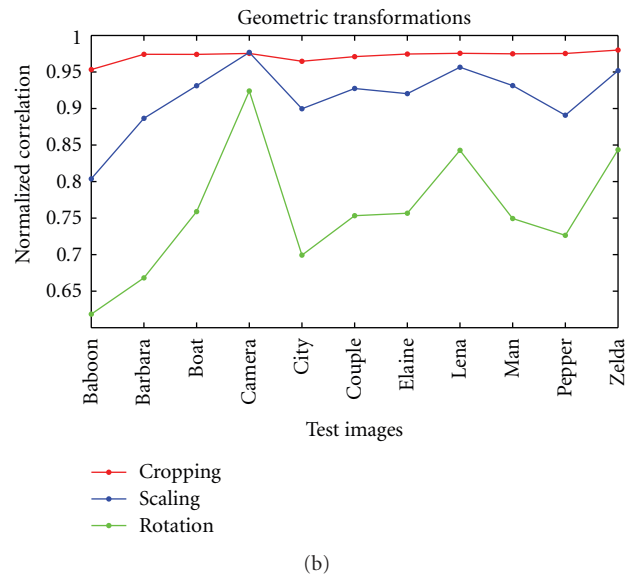 Geometric transformations
1
0.95
0.9
0.85
0.8
0.75
0.7
0.65
Normalized correlation
Baboon
Barbara
Boat
Camera
City
Couple
Elaine
Lena
Man
Pepper
Zelda
Test images
Cropping
Scaling
Rotation
(b)